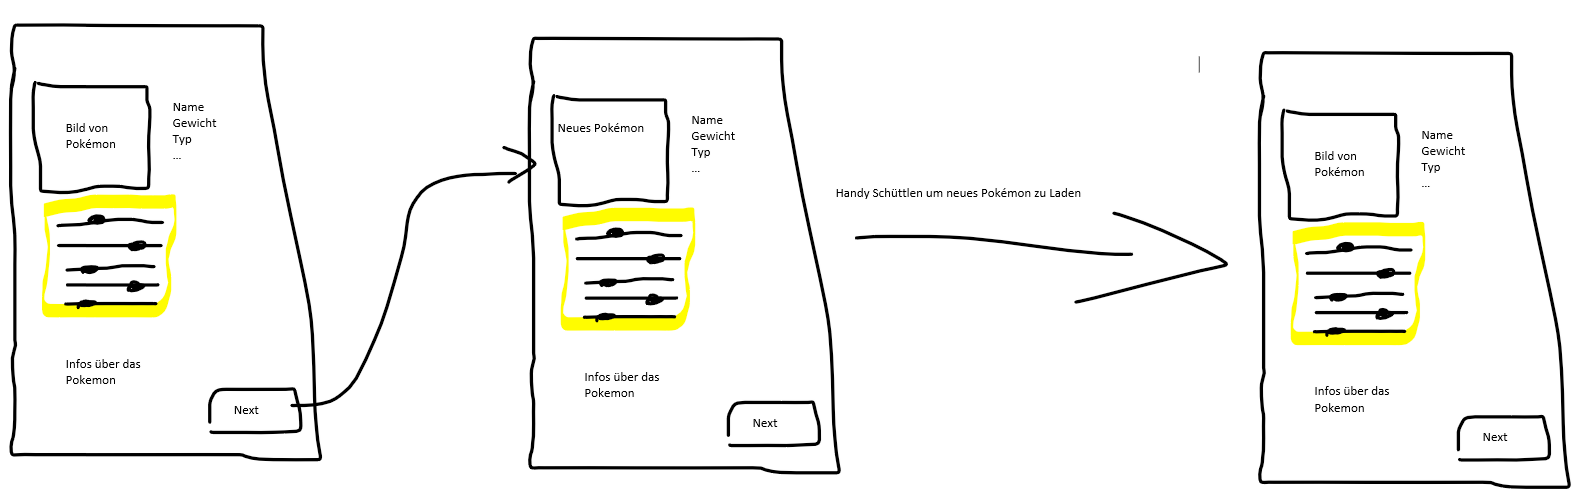 Bild von
Pokémon
Name
Gewicht
Typ
...
Infos über das
Pokemon
Next
Neues Pokémon
Name
Gewicht
Typ
...
Infos über das
Pokemon
Next
Handy Schüttlen um neues Pokémon zu Laden
Bild von
Pokémon
Name
Gewicht
Typ
...
Infos über das
Pokemon
Next